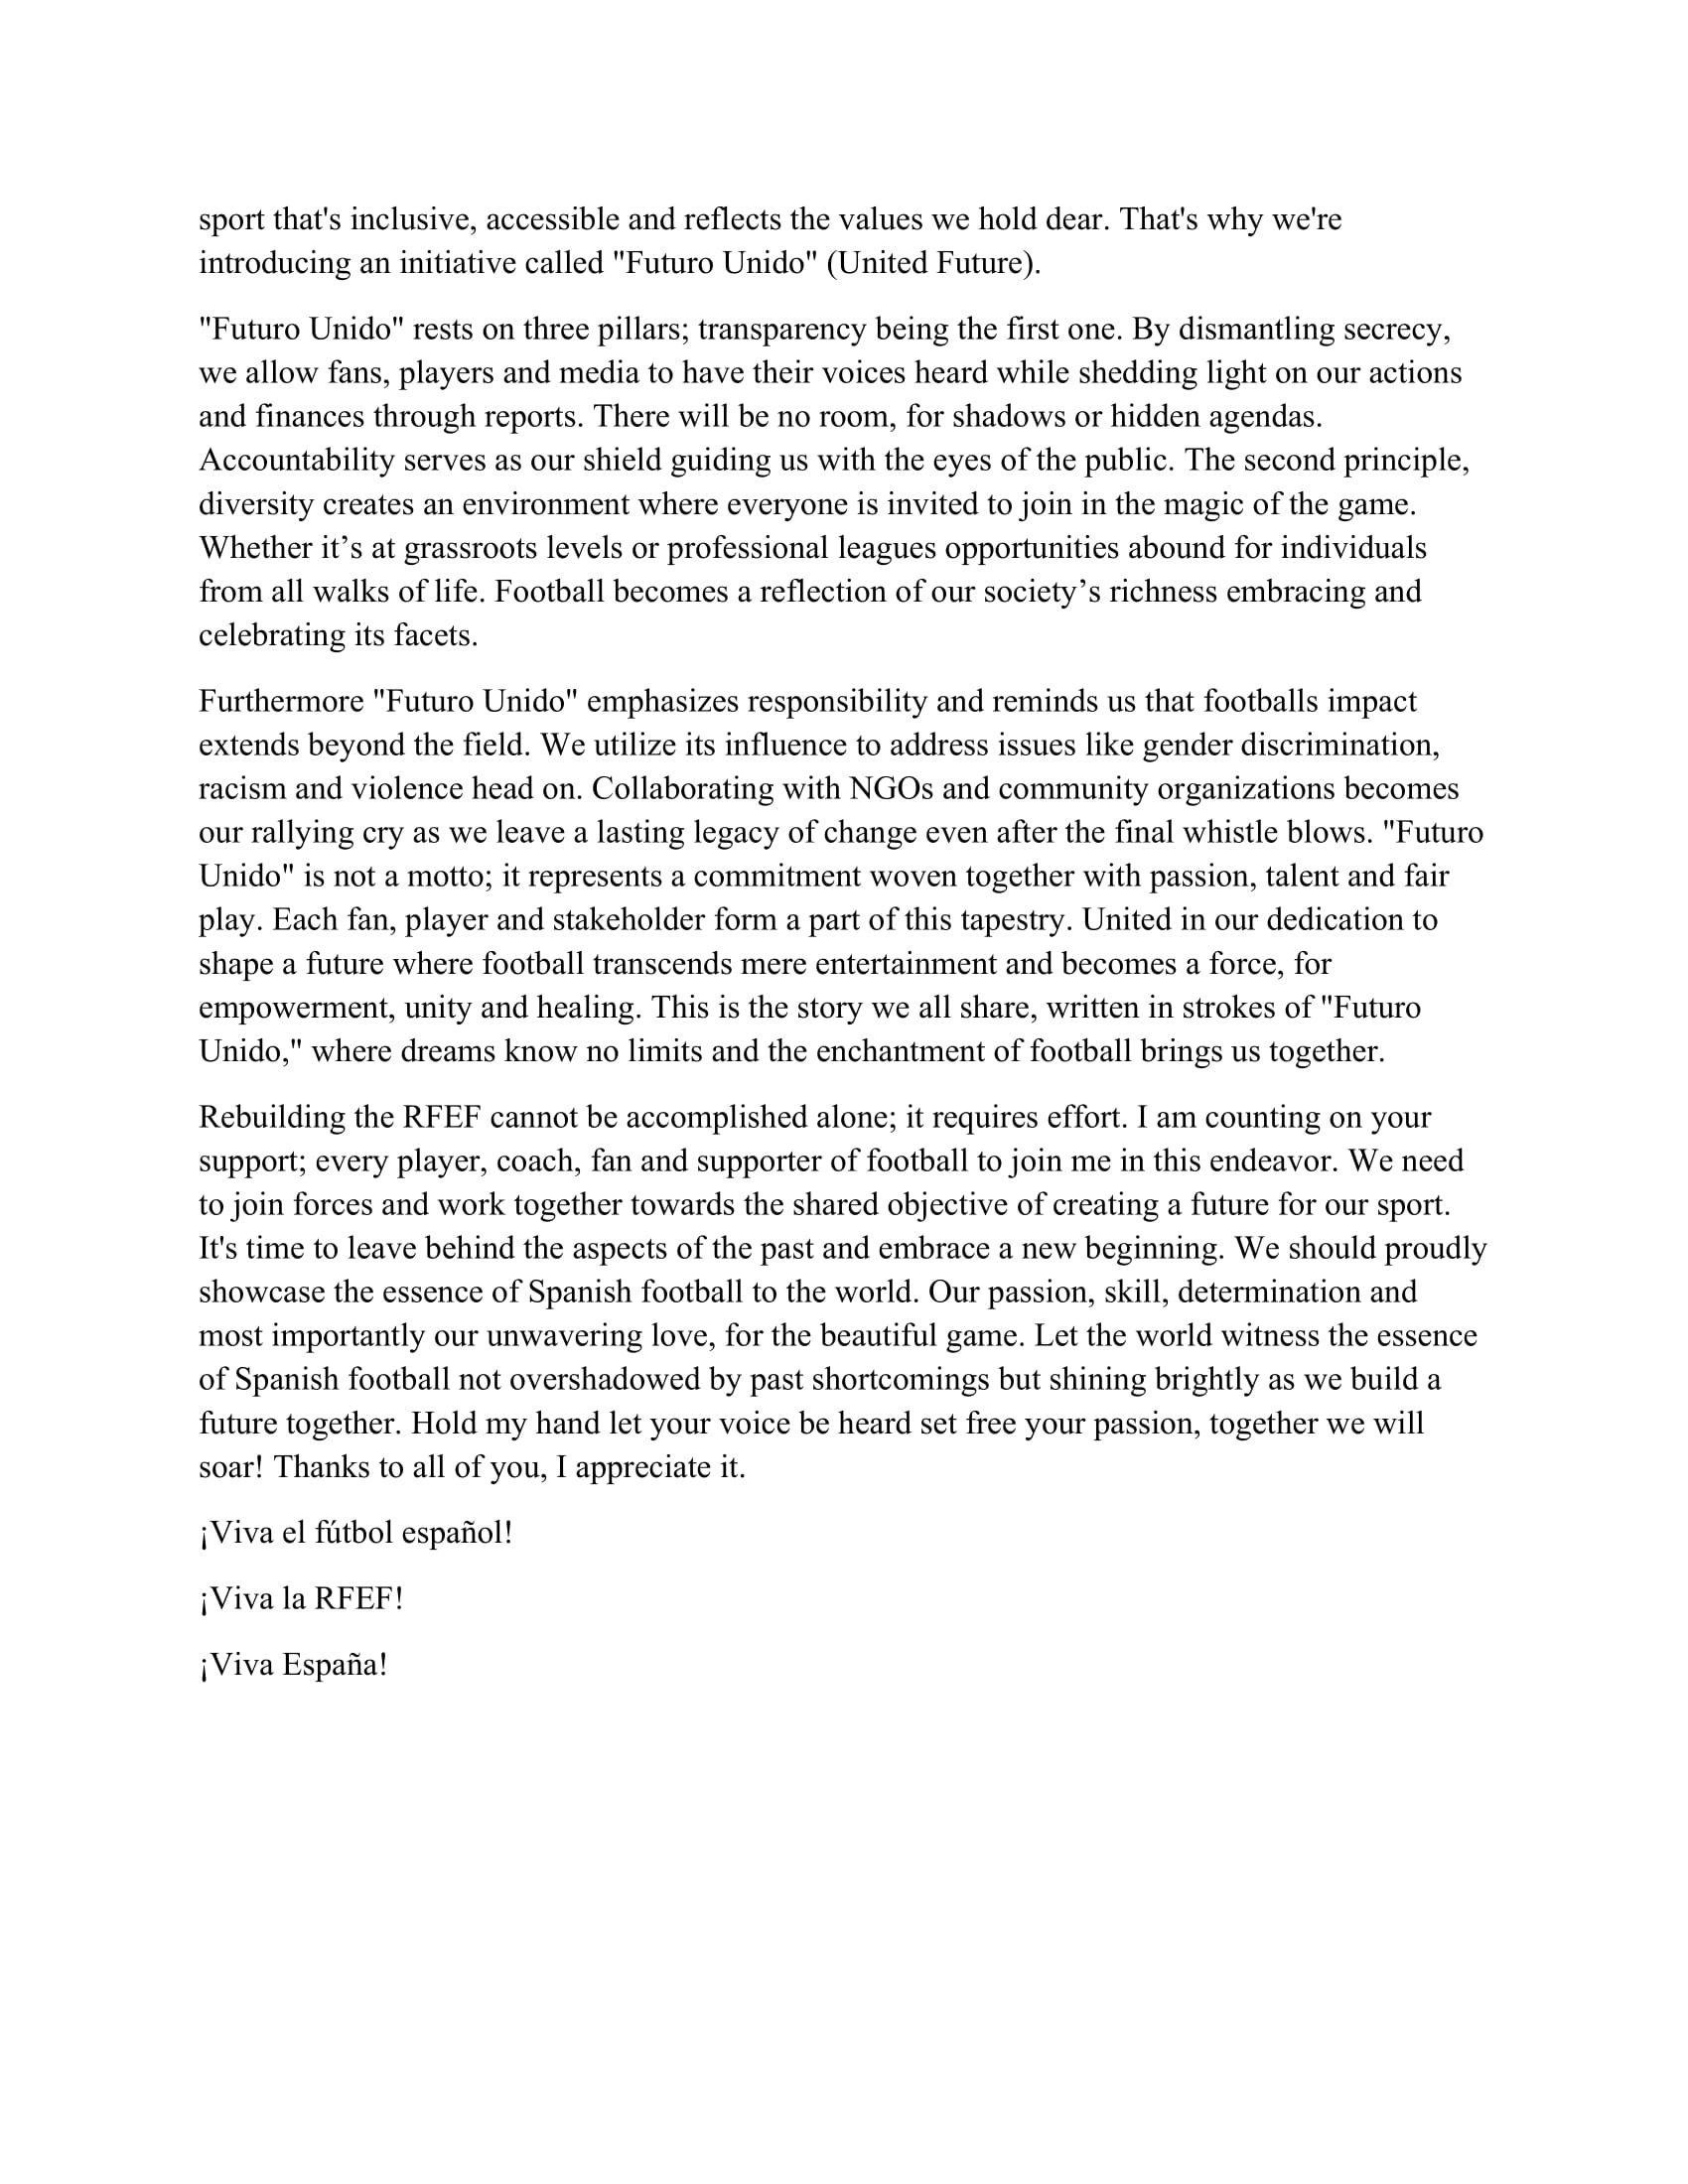 sport that's inclusive, accessible and reflects the values we hold dear. That's why we're
introducing an initiative called "Futuro Unido" (United Future).
"Futuro Unido" rests on three pillars; transparency being the first one. By dismantling secrecy,
we allow fans, players and media to have their voices heard while shedding light on our actions
and finances through reports. There will be no room, for shadows or hidden agendas.
Accountability serves as our shield guiding us with the eyes of the public. The second principle,
diversity creates an environment where everyone is invited to join in the magic of the game.
Whether it’s at grassroots levels or professional leagues opportunities abound for individuals
from all walks of life. Football becomes a reflection of our society’s richness embracing and
celebrating its facets.
Furthermore "Futuro Unido" emphasizes responsibility and reminds us that footballs impact
extends beyond the field. We utilize its influence to address issues like gender discrimination,
racism and violence head on. Collaborating with NGOs and community organizations becomes
our rallying cry as we leave a lasting legacy of change even after the final whistle blows. "Futuro
Unido" is not a motto; it represents a commitment woven together with passion, talent and fair
play. Each fan, player and stakeholder form a part of this tapestry. United in our dedication to
shape a future where football transcends mere entertainment and becomes a force, for
empowerment, unity and healing. This is the story we all share, written in strokes of "Futuro
Unido," where dreams know no limits and the enchantment of football brings us together.
Rebuilding the RFEF cannot be accomplished alone; it requires effort. I am counting on your
support; every player, coach, fan and supporter of football to join me in this endeavor. We need
to join forces and work together towards the shared objective of creating a future for our sport.
It's time to leave behind the aspects of the past and embrace a new beginning. We should proudly
showcase the essence of Spanish football to the world. Our passion, skill, determination and
most importantly our unwavering love, for the beautiful game. Let the world witness the essence
of Spanish football not overshadowed by past shortcomings but shining brightly as we build a
future together. Hold my hand let your voice be heard set free your passion, together we will
soar! Thanks to all of you, I appreciate it.
¡Viva el fútbol español!
¡Viva la RFEF!
¡Viva España!